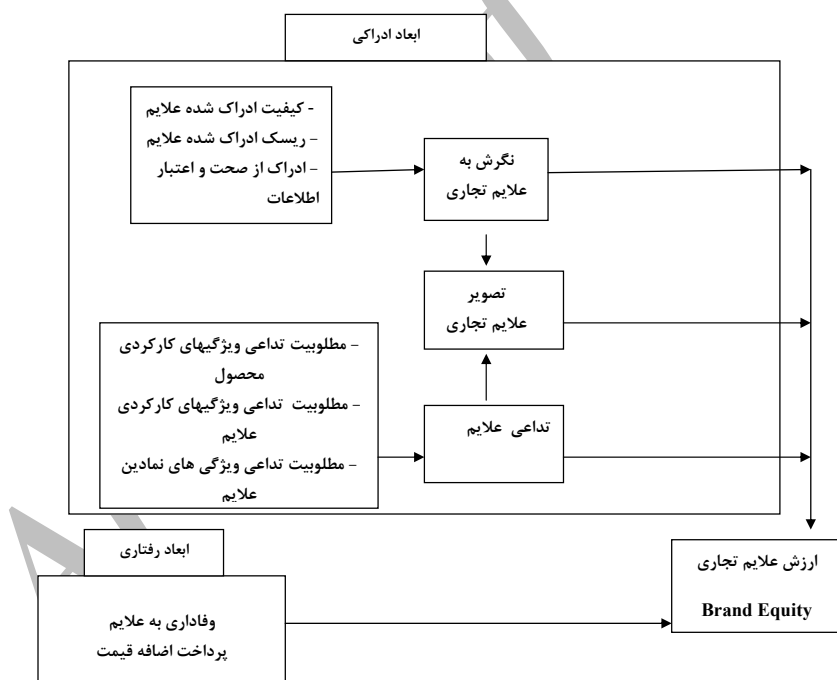 ابعاد ادراکی
- کیفیت ادراک شده علایم
– ریسک ادراک شده علایم
– ادراک از صحت و اعتبار
اطلاعات
نگرش به
علایم تجاری
تصویر
علایم تجاری
– مطلوبیت تداعی ویژگیهای کارکردی
محصول
– مطلوبیت تداعی ویژگیهای کارکردی
علایم
– مطلوبیت تداعی ویژگی های نمادین
علایم
تداعی علایم
ابعاد رفتاری
وفاداری به علایم
پرداخت اضافه قیمت
ارزش علایم تجاری
Brand Equity